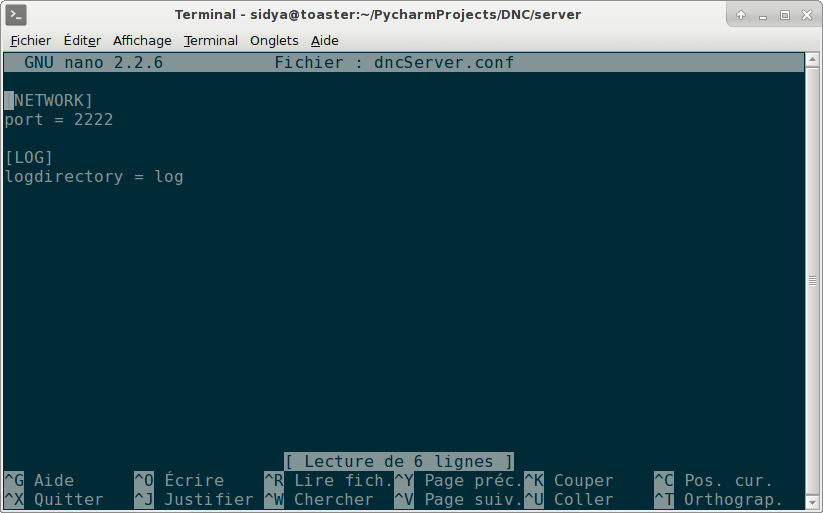 Terminal - sidya@toaster:~/PycharmProjects/DNC/server
Fichier Éditer Affichage Terminal Onglets Aide
GNU nano 2.2.6 Fichier : dncServer.conf
[NETWORK]
port = 2222
[LOG]
logdirectory = log
[ Lecture de 6 lignes ]
^G Aide ^O Écrire ^R Lire fich. ^Y Page préc. ^K Couper ^C Pos. cur.
^X Quitter ^J Justifier ^W Chercher ^V Page suiv. ^U Coller ^T Orthograp.